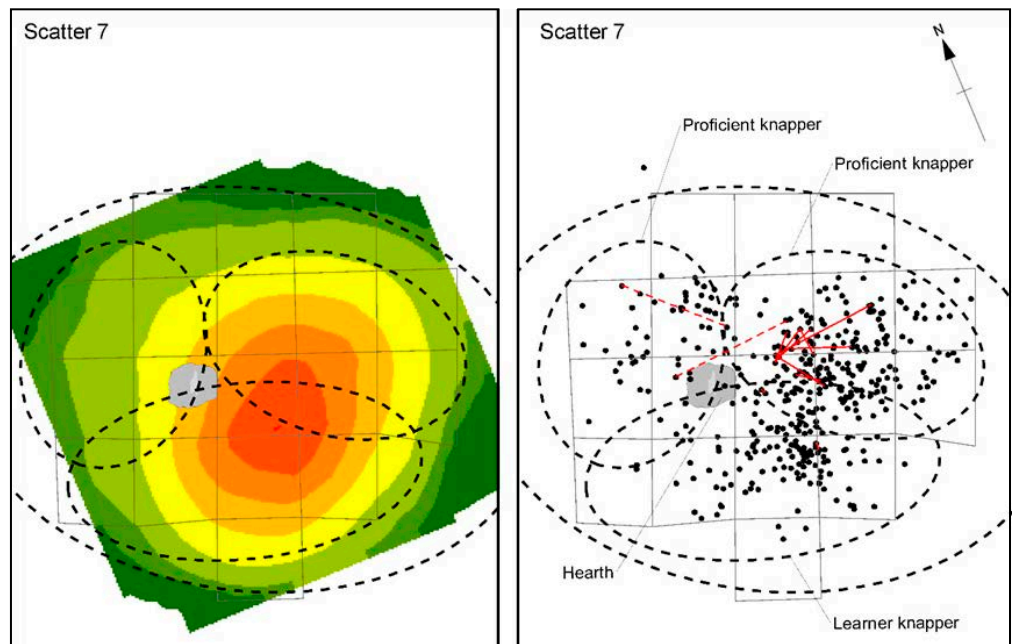 Scatter 7
Scatter 7
N
Proficient knapper
Proficient knapper
Hearth
Learner knapper